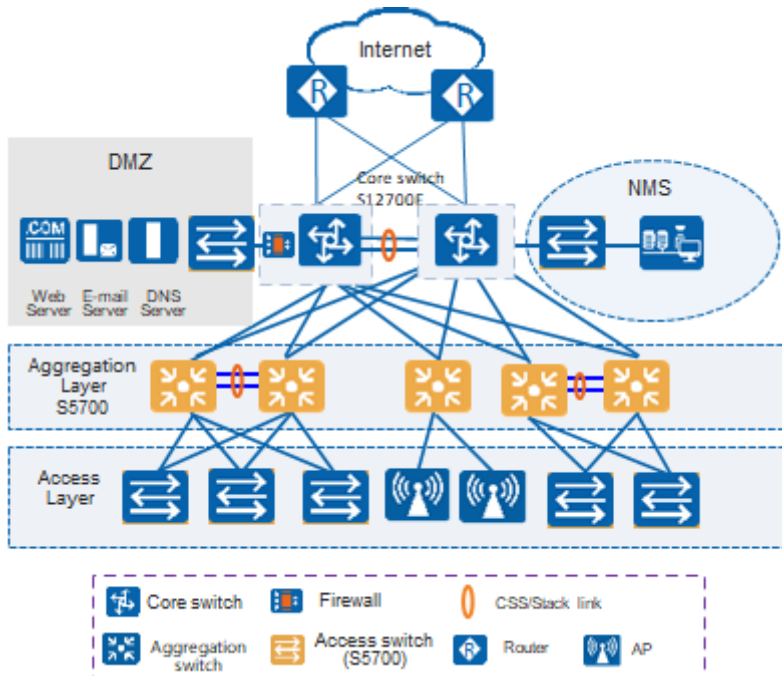 Internet
R
R
DMZ
Core switch
S12700E
NMS
.COM
Web
Server
E-mail
Server
DNS
Server
Aggregation
Layer
S5700
Access
Layer
Core switch
Firewall
CSS/Stack link
Aggregation
switch
Access switch
(S5700)
R
Router
AP